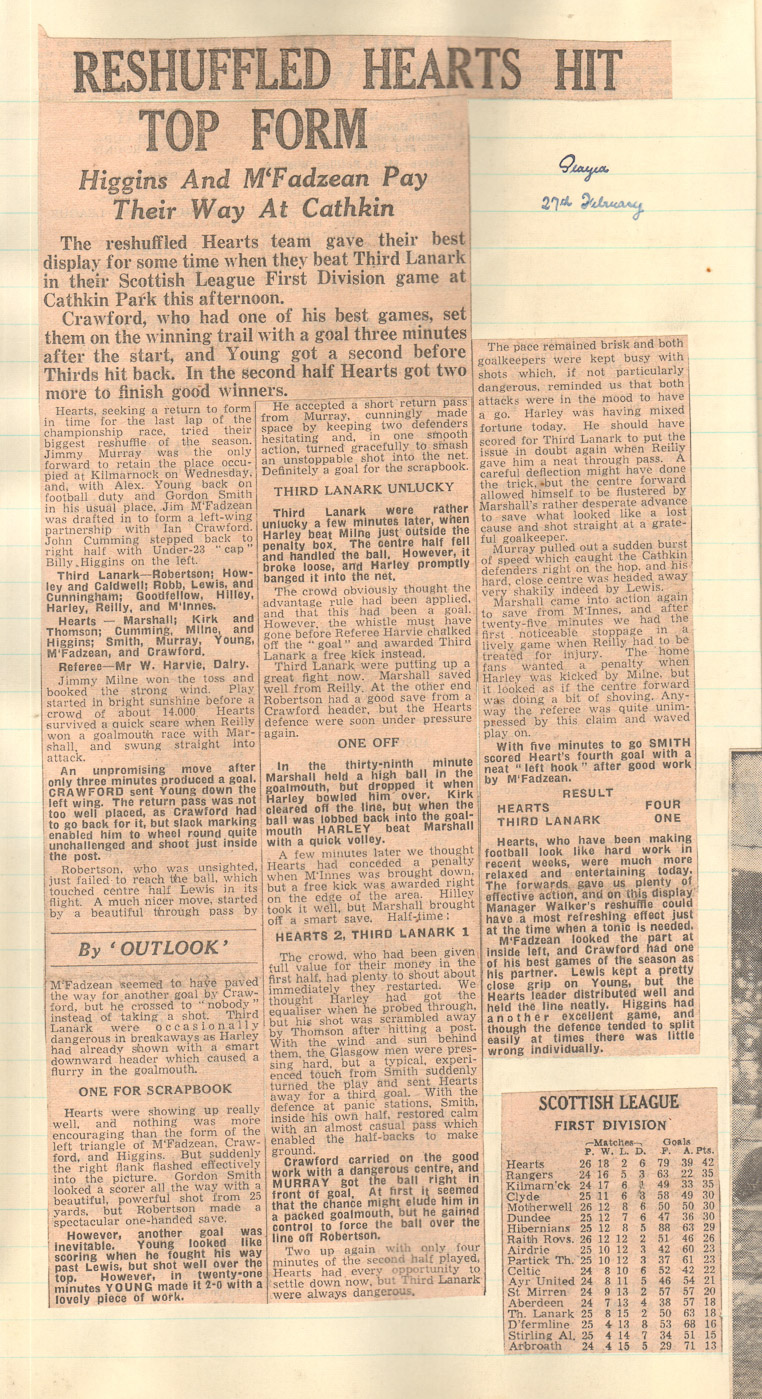 RESHUFFLED HEARTS HIT
TOP FORM
Higgins And M'Fadzean Pay
Their Way At Cathkin
27th February
The reshuffled Hearts team gave their best
display for some time when they beat Third Lanark
in their Scottish League First Division game at
Cathkin Park this afternoon.
Crawford, who had one of his best games, set
them on the winning trail with a goal three minutes
after the start, and Young got a second before
Thirds hit back. In the second half Hearts got two
more to finish good winners.
Hearts, seeking a return to form
in time for the last lap of the
championship race, tried their
biggest reshuffle of the season.
Jimmy Murray was the only
forward to retain the place occu-
pied at Kilmarnock on Wednesday,
and, with Alex. Young back on
football duty and Gordon Smith
in his usual place, Jim M'Fadzean
was drafted in to form a left-wing
partnership with Ian Crawford.
John Cumming stepped back to
right half with Under-23 "cap"
Billy Higgins on the left.
Third Lanark—Robertson; How-
ley and Caldwell; Robb, Lewis, and
Cunningham; Goodfellow, Hilley,
Harley, Reilly, and M'Innes.
Hearts — Marshall; Kirk and
Thomson; Cumming, Milne, and
Higgins; Smith, Murray, Young,
M'Fadzean, and Crawford.
Referee—Mr W. Harvie, Dalry.
Jimmy Milne won the toss and
booked the strong wind. Play
started in bright sunshine before a
crowd of about 14,000 Hearts
survived a quick scare when Reilly
won a goalmouth race with Mar-
shall, and swung straight into
attack.
An unpromising move after
only three minutes produced a goal.
CRAWFORD sent Young down the
left wing. The return pass was
not too well placed, as Crawford had
to go back for it, but slack marking
enabled him to wheel round quite
unchallenged and shoot just inside
the post.
Robertson, who was unsighted,
just failed to reach the ball, which
touched centre half Lewis in its
flight. A much nicer move, started
by a beautiful through pass by
By 'OUTLOOK'
M'Fadzean seemed to have paved
the way for another goal by Craw-
ford, but he crossed to "nobody"
instead of taking a shot. Third
Lanark were occasionally
dangerous in breakaways as Harley
had already shown with a smart
downward header which caused a
flurry in the goalmouth.
ONE FOR SCRAPBOOK
Hearts were showing up really
well, and nothing was more
encouraging than the form of the
left triangle of M'Fadzean, Craw-
ford, and Higgins. But suddenly
the right flank flashed effectively
into the picture. Gordon Smith
looked a scorer all the way with a
beautiful, powerful shot from 25
yards, but Robertson made a
spectacular one-handed save.
However, another goal was
inevitable. Young looked like
scoring when he fought his way
past Lewis, but shot well over the
top. However, in twenty-one
minutes YOUNG made it 2-0 with a
lovely piece of work.
He accepted a short return pass
from Murray, cunningly made
space by keeping two defenders
hesitating and, in one smooth
action, turned gracefully to smash
an unstoppable shot into the net.
Definitely a goal for the scrapbook.
THIRD LANARK UNLUCKY
Third Lanark were rather
unlucky a few minutes later, when
Harley beat Milne just outside the
penalty box. The centre half fell
and handled the ball. However, it
broke loose, and Harley promptly
banged it into the net.
The crowd obviously thought the
advantage rule had been applied,
and that this had been a goal.
However, the whistle must have
gone before Referee Harvie chalked
off the "goal" and awarded Third
Lanark a free kick instead.
Third Lanark were putting up a
great fight now. Marshall saved
well from Reilly. At the other end
Robertson had a good save from a
Crawford header, but the Hearts
defence were soon under pressure
again.
ONE OFF
In the thirty-ninth minute
Marshall held a high ball in the
goalmouth, but dropped it when
Harley bowled him over. Kirk
cleared off the line, but when the
ball was lobbed back into the goal-
mouth HARLEY beat Marshall
with a quick volley.
A few minutes later we thought
Hearts had conceded a penalty
when M'Innes was brought down,
but a free kick was awarded right
on the edge of the area. Hilley
took it well, but Marshall brought
off a smart save. Half-time:
HEARTS 2, THIRD LANARK 1
The crowd, who had been given
full value for their money in the
first half, had plenty to shout about
immediately they restarted. We
thought Harley had got the
equaliser when he probed through,
but his shot was scrambled away
by Thomson after hitting a post.
With the wind and sun behind
them, the Glasgow men were pres-
sing hard, but a typical, experi-
enced touch from Smith suddenly
turned the play and sent Hearts
away for a third goal. With the
defence at panic stations, Smith,
inside his own half, restored calm
with an almost casual pass which
enabled the half-backs to make
ground.
Crawford carried on the good
work with a dangerous centre, and
MURRAY got the ball right in
front of goal. At first it seemed
that the chance might elude him in
a packed goalmouth, but he gained
control to force the ball over the
line off Robertson.
Two up again with only four
minutes of the second half played,
Hearts had every opportunity to
settle down now, but Third Lanark
were always dangerous.
The pace remained brisk and both
goalkeepers were kept busy with
shots which, if not particularly
dangerous, reminded us that both
attacks were in the mood to have
a go. Harley was having mixed
fortune today. He should have
scored for Third Lanark to put the
issue in doubt again when Reilly
gave him a neat through pass. A
careful deflection might have done
the trick, but the centre forward
allowed himself to be flustered by
Marshall's rather desperate advance
to save what looked like a lost
cause and shot straight at a grate-
ful goalkeeper.
Murray pulled out a sudden burst
of speed which caught the Cathkin
defenders right on the hop, and his
hard, close centre was headed away
very shakily indeed by Lewis.
Marshall came into action again
to save from M'Innes, and after
twenty-five minutes we had the
first noticeable stoppage in a
lively game when Reilly had to be
treated for injury. The home
fans wanted a penalty when
Harley was kicked by Milne, but
it looked as if the centre forward
was doing a bit of shoving. Any-
way the referee was quite unim-
pressed by this claim and waved
play on.
With five minutes to go SMITH
scored Heart's fourth goal with a
neat "left hook" after good work
by M'Fadzean.
RESULT
HEARTS FOUR
THIRD LANARK ONE
Hearts, who have been making
football look like hard work in
recent weeks, were much more
relaxed and entertaining today.
The forwards gave us plenty of
effective action, and on this display
Manager Walker's reshuffle could
have a most refreshing effect just
at the time when a tonic is needed.
M'Fadzean looked the part at
inside left, and Crawford had one
of his best games of the season as
his partner. Lewis kept a pretty
close grip on Young, but the
Hearts leader distributed well and
held the line neatly. Higgins had
another excellent game, and
though the defence tended to split
easily at times there was little
wrong individually.
SCOTTISH LEAGUE
FIRST DIVISION
Matches Goals
P. W. L. D. F. A. Pts.
Hearts 26 18 2 6 79 39 42
Rangers 24 16 5 3 63 22 35
Kilmarn'ck 24 17 6 49 33 35
Clyde 25 11 6 8 58 49 30
Motherwell 26 12 8 6 50 50 30
Dundee 25 12 7 6 47 36 30
Hibernians 25 12 8 5 88 63 29
Raith Rovs. 26 12 12 2 51 46 26
Airdrie 25 10 12 3 42 60 23
Partick Th. 25 10 12 3 37 61 23
Celtic 24 8 10 6 52 42 22
Ayr United 24 8 11 5 46 54 21
St Mirren 24 9 13 2 57 57 20
Aberdeen 24 7 13 4 38 57 18
Th. Lanark 25 8 15 2 50 63 18
D'fermline 25 4 13 8 53 68 16
Stirling Al. 25 4 14 7 34 51 15
Arbroath 24 4 15 5 29 71 13